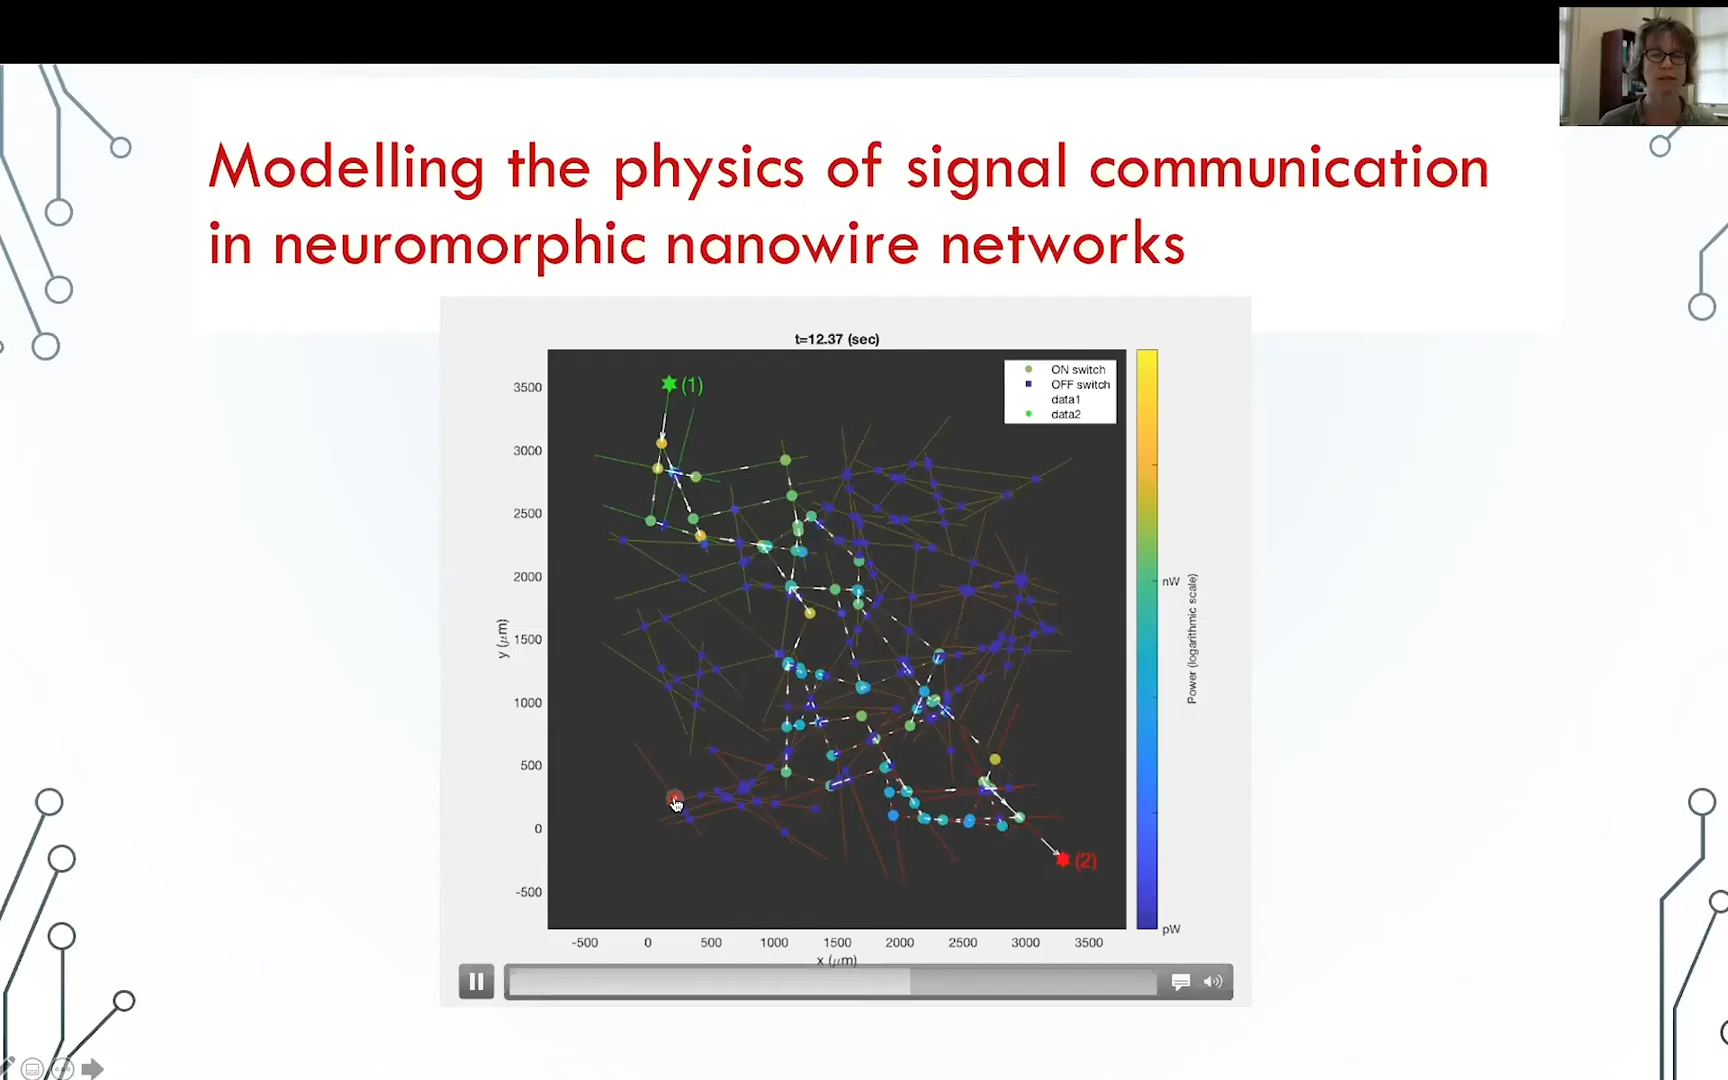 Modelling the physics of signal communication
in neuromorphic nanowire networks
t=12.37 (sec)
ON switch
OFF switch
data1
data2
(1)
(2)
3500
3000
2500
2000
1500
1000
500
0
-500
y (μm)
-500 0 500 1000 1500 2000 2500 3000 3500
x (μm)
nW
pW
Power (logarithmic scale)